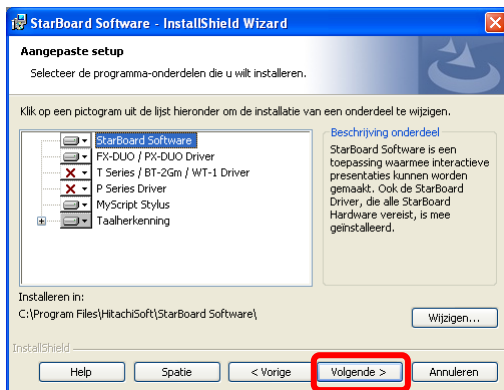 StarBoard Software - InstallShield Wizard
Aangepaste setup
Selecteer de programma-onderdelen die u wilt installeren.
Klik op een pictogram uit de lijst hieronder om de installatie van een onderdeel te wijzigen.
StarBoard Software
FX-DUO / PX-DUO Driver
T Series / BT-2Gm / WT-1 Driver
P Series Driver
MyScript Stylus
Taalherkenning
Beschrijving onderdeel
StarBoard Software is een
toepassing waarmee interactieve
presentaties kunnen worden
gemaakt. Ook de StarBoard
Driver, die alle StarBoard
Hardware vereist, is mee
geïnstalleerd.
Installeren in:
C:\Program Files\HitachiSoft\StarBoard Software\
Wijzigen...
InstallShield
Help
Spatie
< Vorige
Volgende >
Annuleren